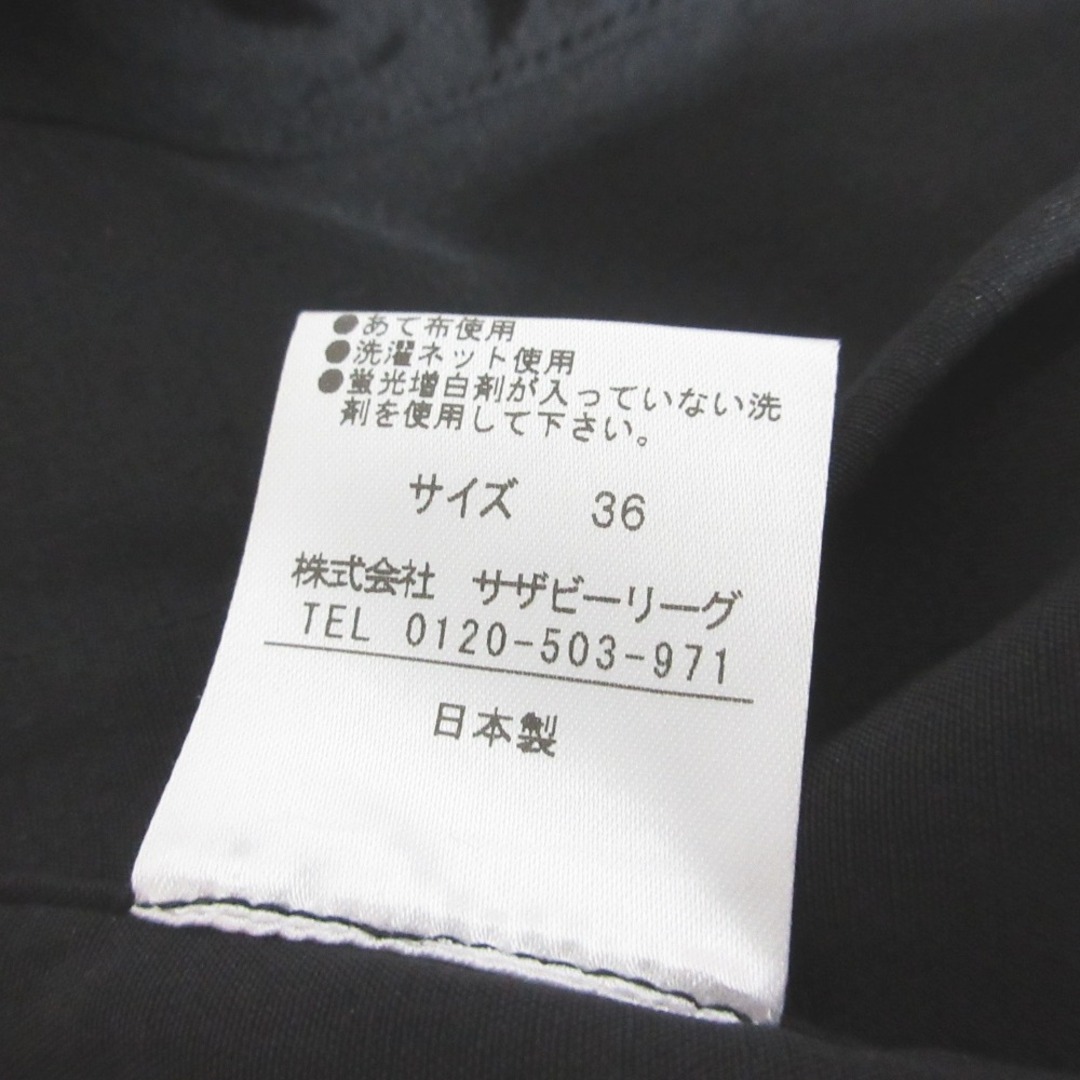 ●あて布使用
●洗濯ネット使用
●蛍光増白剤が入っていない洗
剤を使用して下さい。
サイズ 36
株式会社 サザビーリーグ
TEL 0120-503-971
日本製